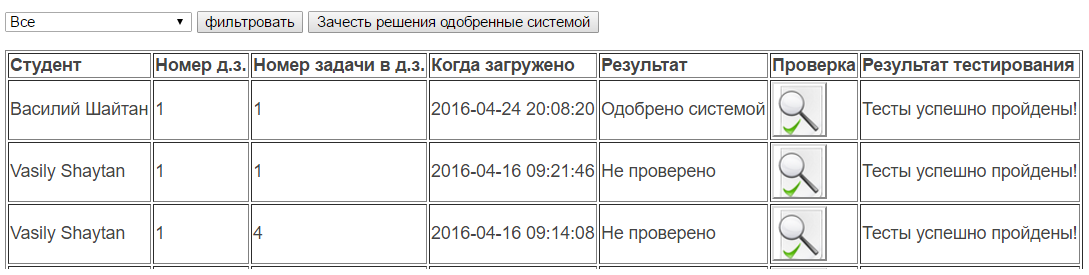 Все фильтровать Зачесть решения одобренные системой
Студент Номер д.з. Номер задачи в д.з. Когда загружено Результат Проверка Результат тестирования
Василий Шайтан 1 1 2016-04-24 20:08:20 Одобрено системой Тесты успешно пройдены!
Vasily Shaytan 1 1 2016-04-16 09:21:46 Не проверено Тесты успешно пройдены!
Vasily Shaytan 1 4 2016-04-16 09:14:08 Не проверено Тесты успешно пройдены!